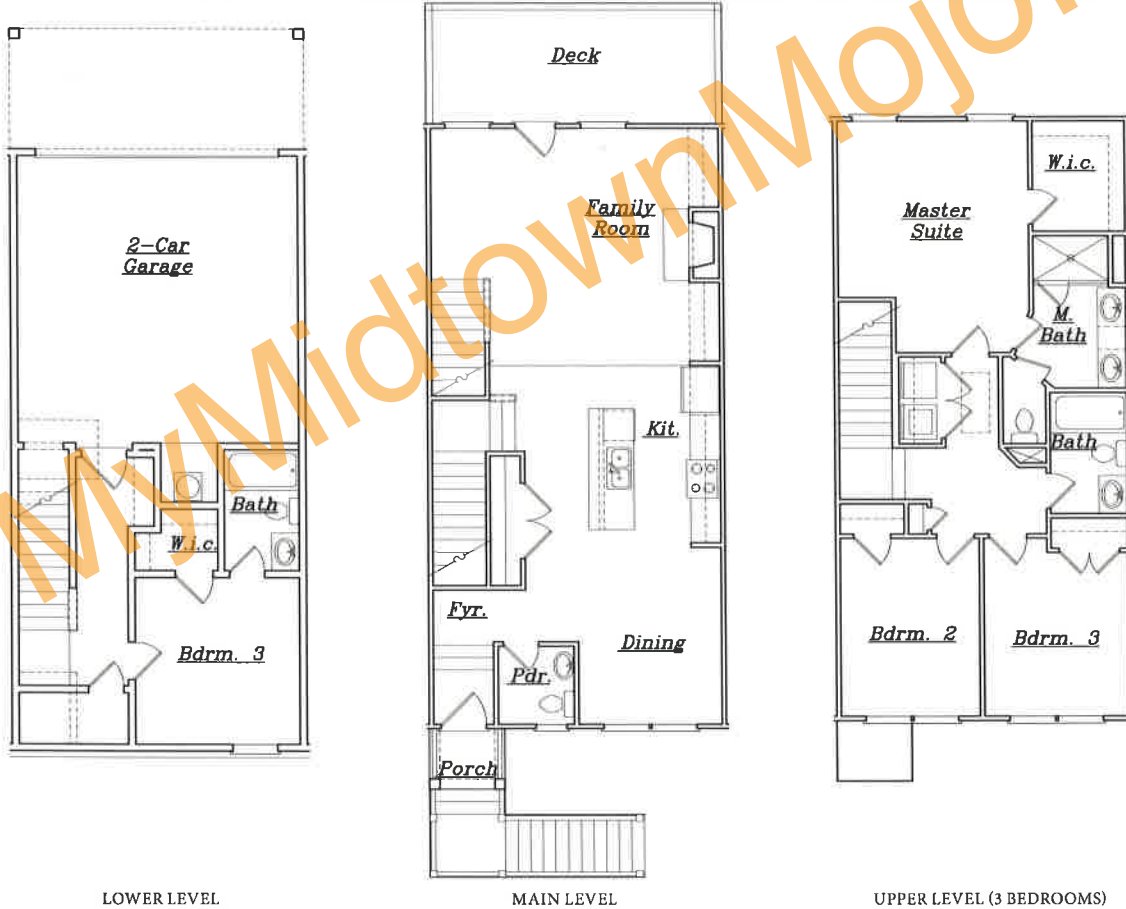 2-Car
Garage
Bath
W.i.c.
Bdrm. 3
LOWER LEVEL
Deck
Family
Room
Kit.
Fyr.
Dining
Pdr.
Porch
MAIN LEVEL
W.i.c.
Master
Suite
M.
Bath
Bath
Bdrm. 2
Bdrm. 3
UPPER LEVEL (3 BEDROOMS)
MyMidtownMojo.